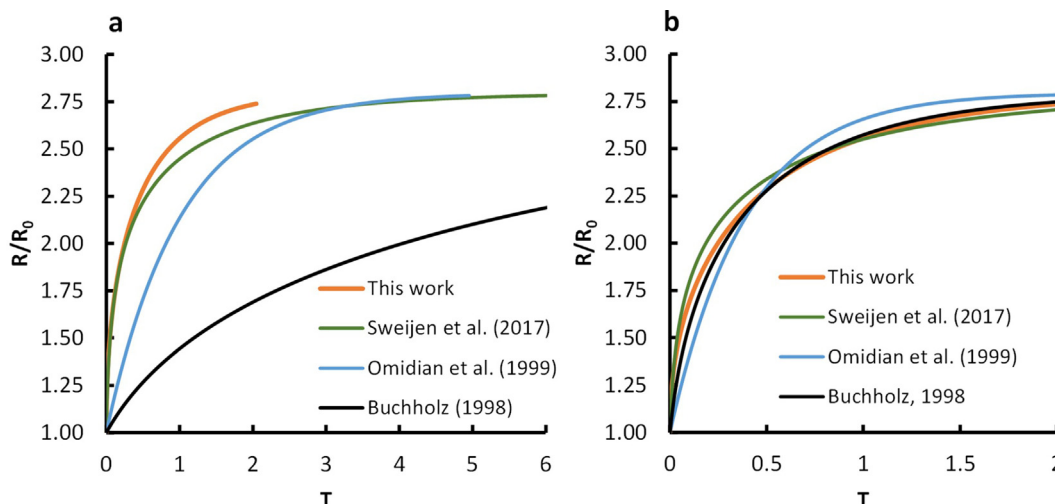 a
3.00
2.75
2.50
2.25
2.00
1.75
1.50
1.25
1.00
R/R0
0 1 2 3 4 5 6
T
This work
Sweijen et al. (2017)
Omidian et al. (1999)
Buchholz (1998)
b
3.00
2.75
2.50
2.25
2.00
1.75
1.50
1.25
1.00
R/R0
0 0.5 1 1.5 2
T
This work
Sweijen et al. (2017)
Omidian et al. (1999)
Buchholz, 1998